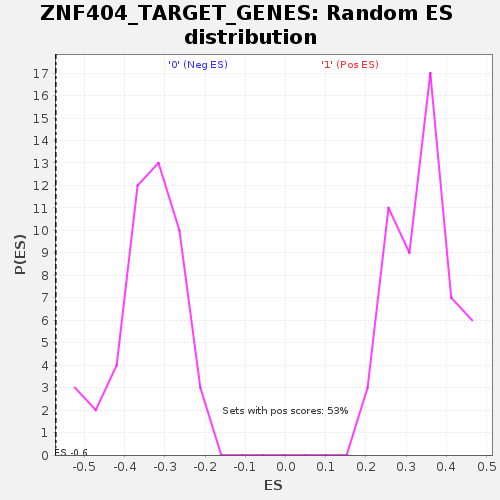 ZNF404_TARGET_GENES: Random ES
distribution
'0' (Neg ES) '1' (Pos ES)
17
16
15
14
13
12
11
10
9
8
7
6
5
4
3
2
1
0
P(ES)
Sets with pos scores: 53%
ES -0.6
-0.5 -0.4 -0.3 -0.2 -0.1 0.0 0.1 0.2 0.3 0.4 0.5
ES